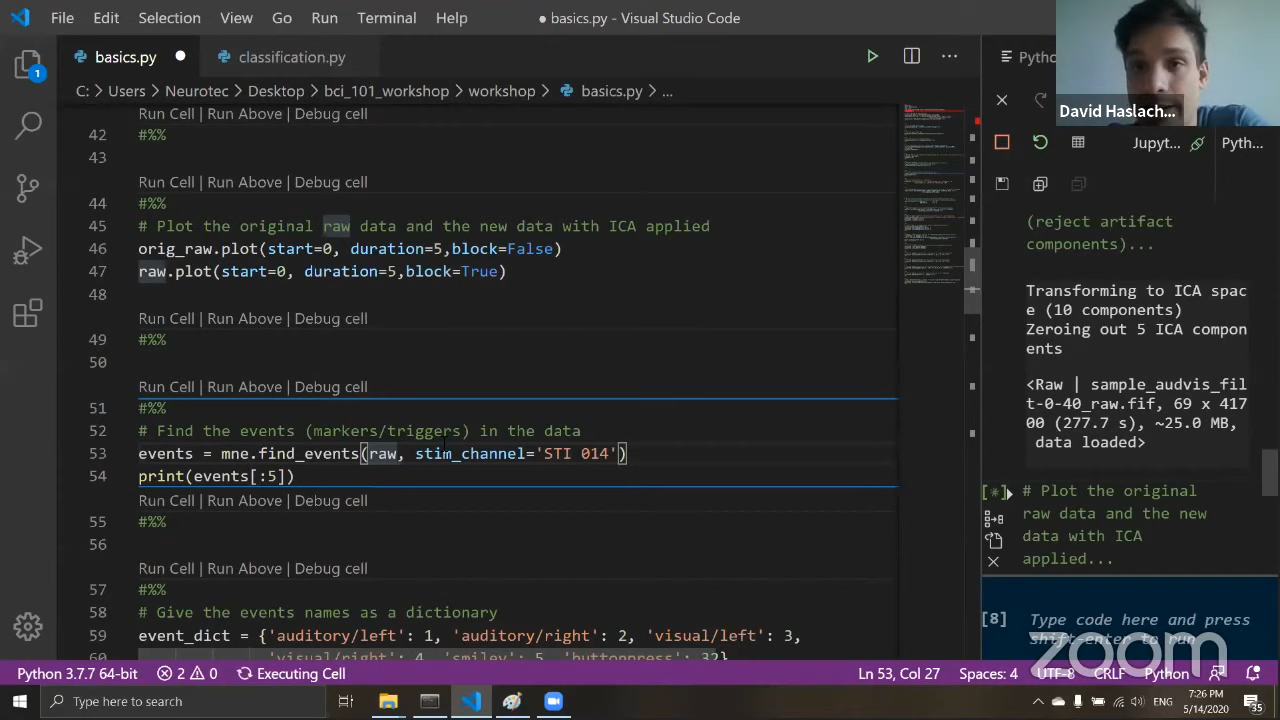 File Edit Selection View Go Run Terminal Help
● basics.py - Visual Studio Code
basics.py
classification.py
C: > Users > Neurotec > Desktop > bci_101_workshop > workshop > basics.py > ...
Run Cell | Run Above | Debug cell
42 #%%
43
Run Cell | Run Above | Debug cell
44 #%%
# Plot the original raw data and the new data with ICA applied
46
duration=5,block=False)
47
duration=5,block=True)
48
Run Cell | Run Above | Debug cell
49 #%%
50
Run Cell | Run Above | Debug cell
51 #%%
52 # Find the events (markers/triggers) in the data
53 events = mne.find_events(raw, stim_channel='STI 014')
54 print(events[:5])
Run Cell | Run Above | Debug cell
55 #%%
56
Run Cell | Run Above | Debug cell
57 #%%
58 # Give the events names as a dictionary
59 event_dict = {'auditory/left': 1, 'auditory/right': 2, 'visual/left': 3,
60 'visual/right': 4, 'smiley': 5, 'buttonpress': 32}
Pyth...
David Haslach...
Jupyt... Pyth...
(reject artifact
components)...
Transforming to ICA spac
e (10 components)
Zeroing out 5 ICA compon
ents
<Raw | sample_audvis_fil
t-0-40_raw.fif, 69 x 417
00 (277.7 s), ~25.0 MB,
data loaded>
[*] # Plot the original
raw data and the new
data with ICA
applied...
[8] Type code here and press
shift-enter to run
zoom
1
Python 3.7.7 64-bit 2 0 Executing Cell Ln 53, Col 27 Spaces: 4 UTF-8 CRLF Python
Type here to search
7:26 PM
5/14/2020
35